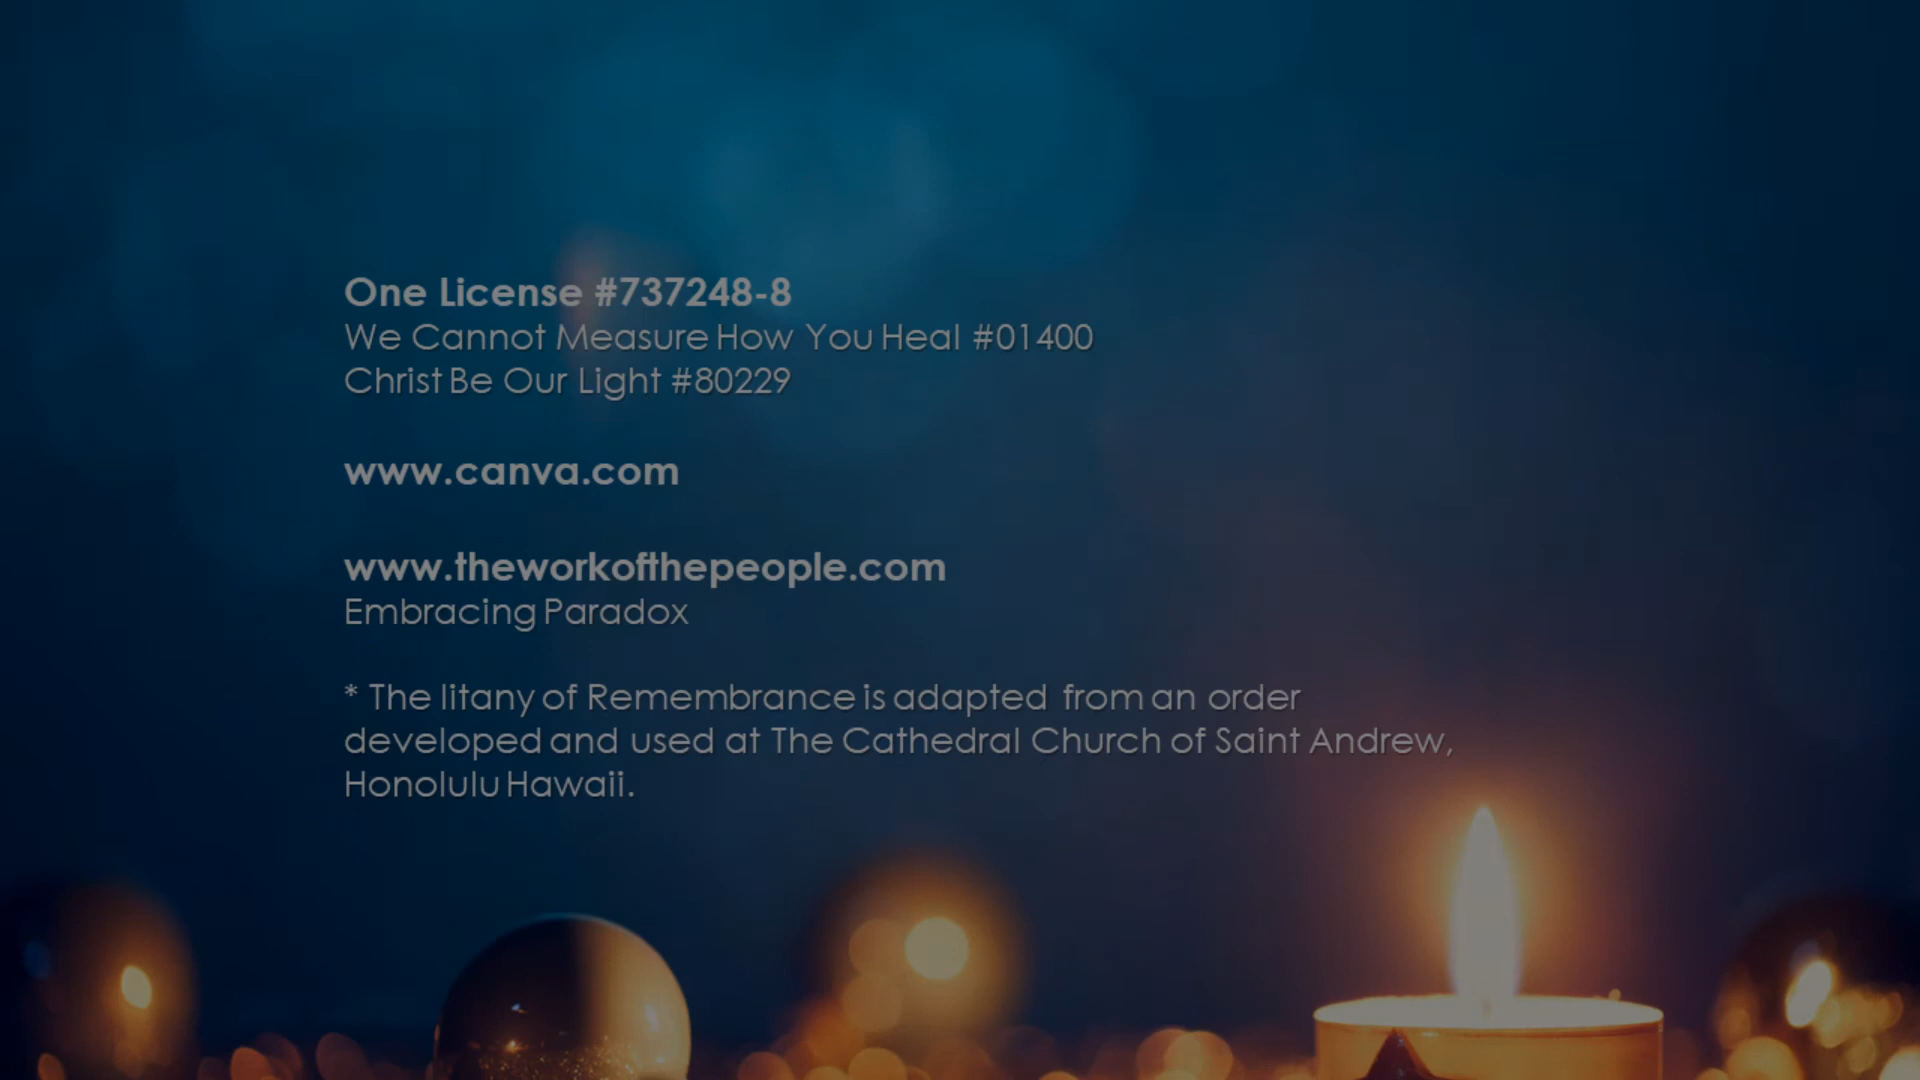 One License #737248-8
We Cannot Measure How You Heal #01400
Christ Be Our Light #80229
www.canva.com
www.theworkofthepeople.com
Embracing Paradox
* The litany of Remembrance is adapted from an order
developed and used at The Cathedral Church of Saint Andrew,
Honolulu Hawaii.